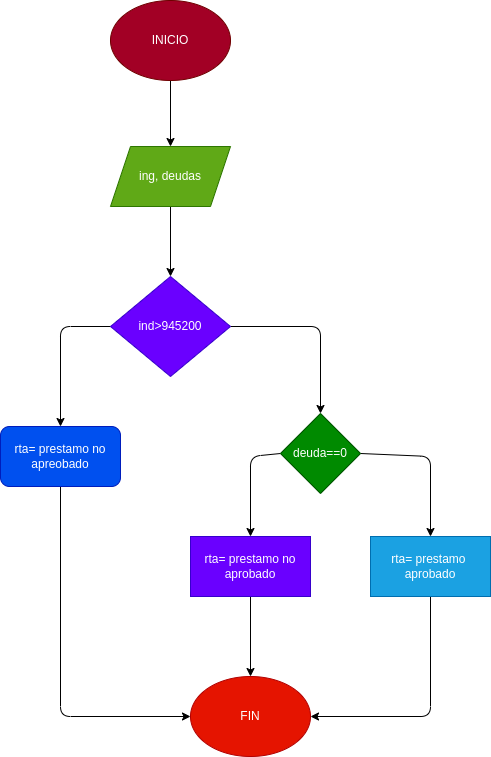 INICIO
ing, deudas
ind>945200
rta= prestamo no
apreobado
deuda==0
rta= prestamo no
aprobado
rta= prestamo
aprobado
FIN